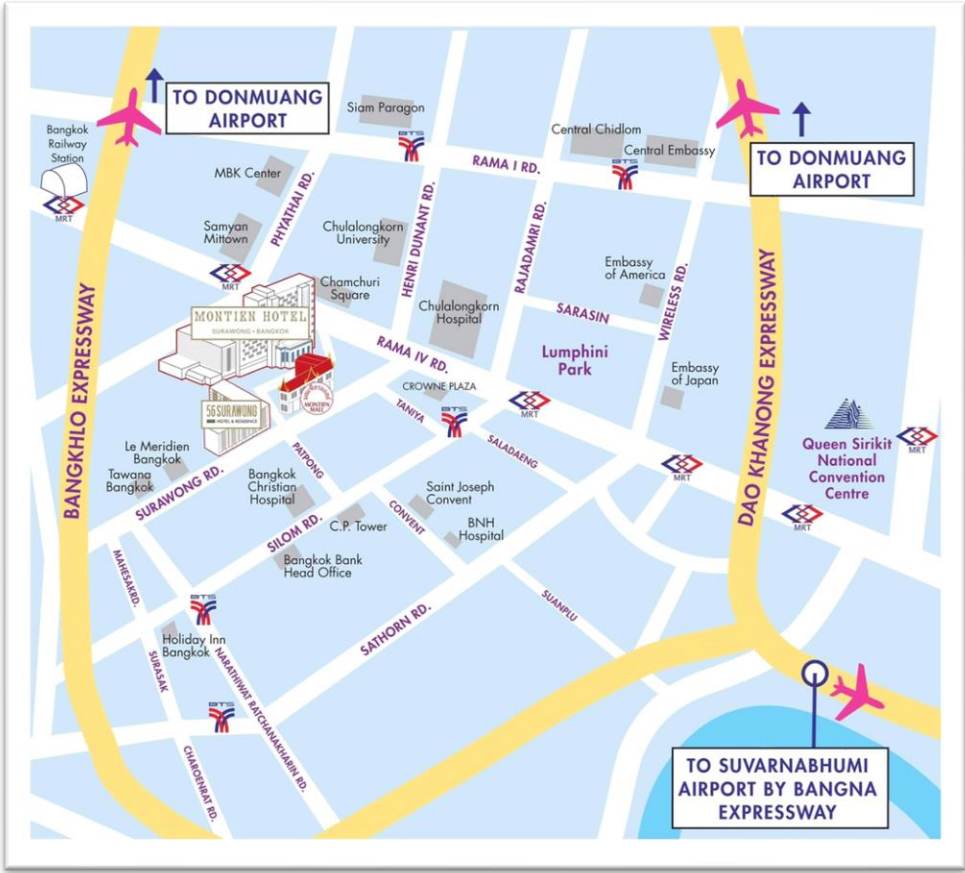 TO DONMUANG
AIRPORT
Siam Paragon
BTS
Central Chidlom
Central Embassy
BTS
TO DONMUANG
AIRPORT
Bangkok
Railway
Station
MRT
MBK Center
RAMA I RD.
PHYATHAI RD.
Samyan
Mittown
MRT
Chulalongkorn
University
HENRI DUNANT RD.
RAJADAMRI RD.
Embassy
of America
WIRELESS RD.
Chamchuri
Square
Chulalongkorn
Hospital
SARASIN
MONTIEN HOTEL
SURAWONG • BANGKOK
RAMA IV RD.
Lumphini
Park
Embassy
of Japan
BANGKHLO EXPRESSWAY
DAO KHANONG EXPRESSWAY
MONTIEN
MALL
56 SURAWONG
HOTEL & RESIDENCE
CROWNE PLAZA
TANIYA
BTS
MRT
SALADAENG
MRT
Queen Sirikit
National
Convention
Centre
MRT
MRT
Le Meridien
Bangkok
Tawana
Bangkok
SURAWONG RD.
PATPONG
Bangkok
Christian
Hospital
SILOM RD.
C.P. Tower
CONVENT
Saint Joseph
Convent
BNH
Hospital
Bangkok Bank
Head Office
MAHESAKRD.
SUANPLU
BTS
Holiday Inn
Bangkok
SATHORN RD.
SURASAK
NARATHIWAT RATCHANAKHARIN RD.
BTS
CHAROENRAT RD.
TO SUVARNABHUMI
AIRPORT BY BANGNA
EXPRESSWAY